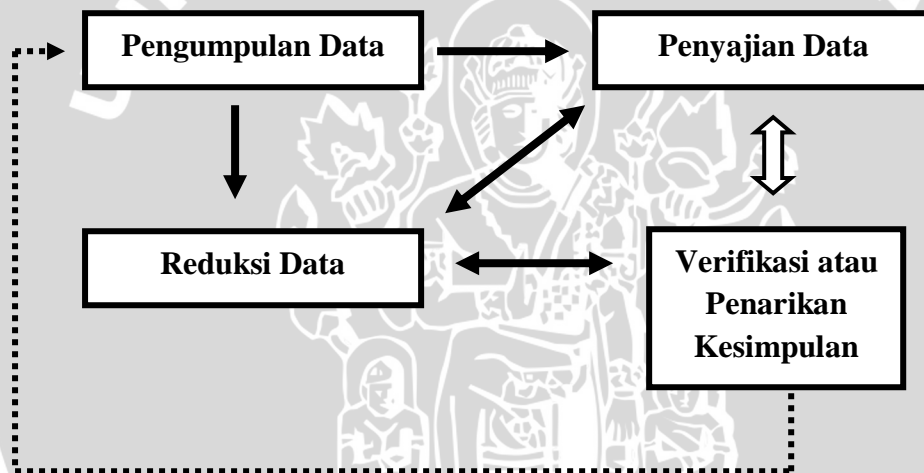 Pengumpulan Data
Penyajian Data
Reduksi Data
Verifikasi atau
Penarikan
Kesimpulan